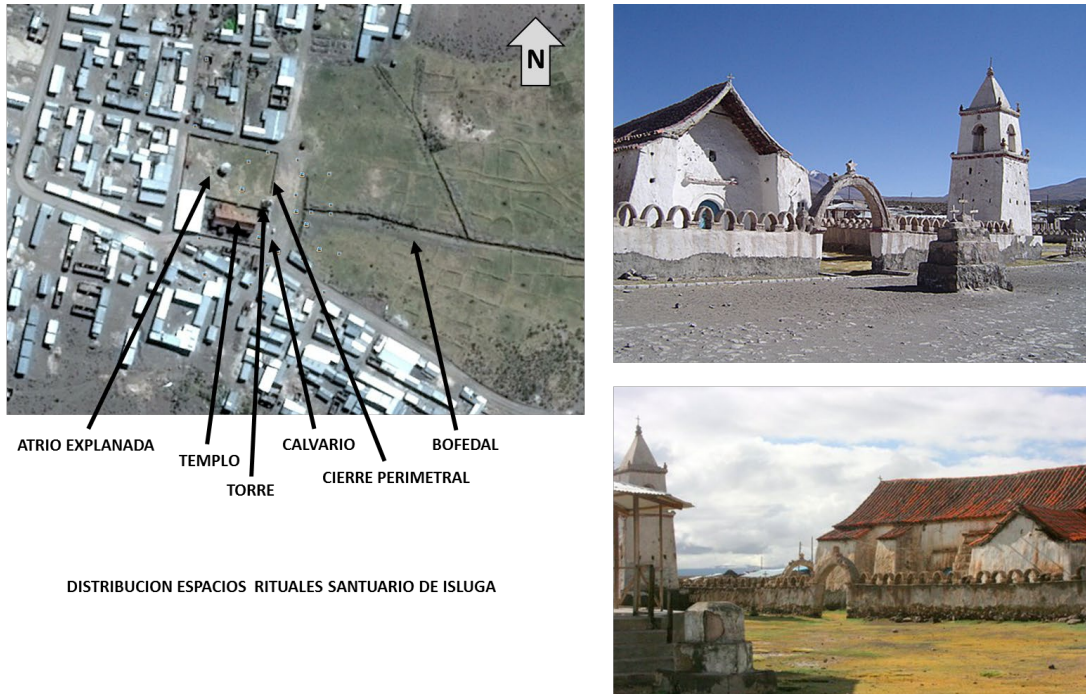 N
ATRIO EXPLANADA
TEMPLO
TORRE
CALVARIO
CIERRE PERIMETRAL
BOFEDAL
DISTRIBUCION ESPACIOS RITUALES SANTUARIO DE ISLUGA